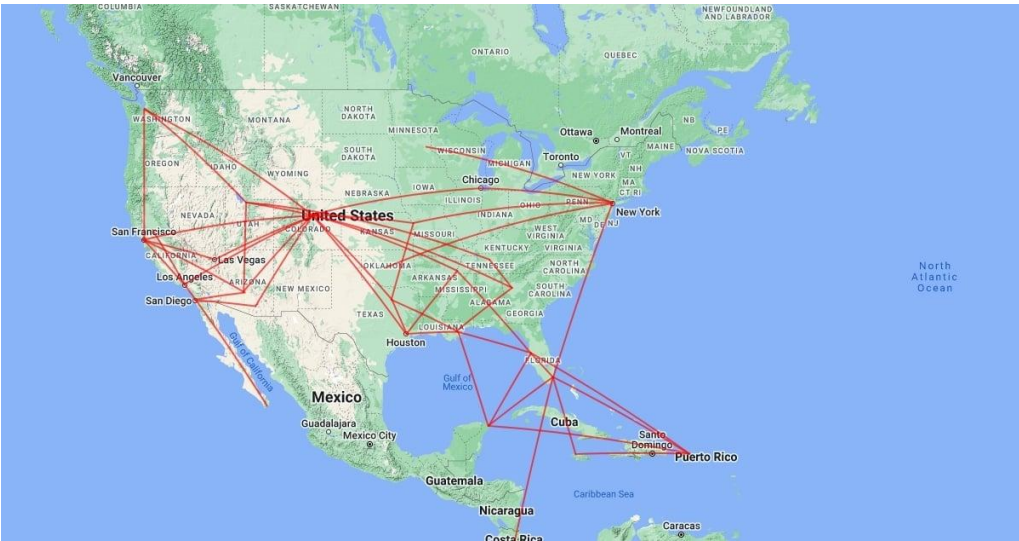 COLUMBIA
SASKATCHEWAN
NEWFOUNDLAND
AND LABRADOR
ONTARIO
QUEBEC
Vancouver
WASHINGTON
MONTANA
NORTH
DAKOTA
MINNESOTA
Ottawa
Montreal
NB
PE
MAINE
NOVA SCOTIA
OREGON
IDAHO
WYOMING
SOUTH
DAKOTA
WISCONSIN
MICHIGAN
Toronto
VT
NH
NEW YORK
MA
CT RI
Chicago
NEBRASKA
IOWA
ILLINOIS
INDIANA
OHIO
PENN
New York
MD
DE
NJ
NEVADA
UTAH
United States
COLORADO
KANSAS
MISSOURI
WEST
VIRGINIA
KENTUCKY
VIRGINIA
San Francisco
CALIFORNIA
Las Vegas
OKLAHOMA
TENNESSEE
NORTH
CAROLINA
ARKANSAS
Los Angeles
ARIZONA
NEW MEXICO
MISSISSIPPI
SOUTH
CAROLINA
ALABAMA
San Diego
TEXAS
GEORGIA
LOUISIANA
Houston
FLORIDA
North
Atlantic
Ocean
Gulf of
California
Gulf of
Mexico
Mexico
Guadalajara
Mexico City
Cuba
Santo
Domingo
Puerto Rico
Guatemala
Caribbean Sea
Nicaragua
Caracas
Costa Rica